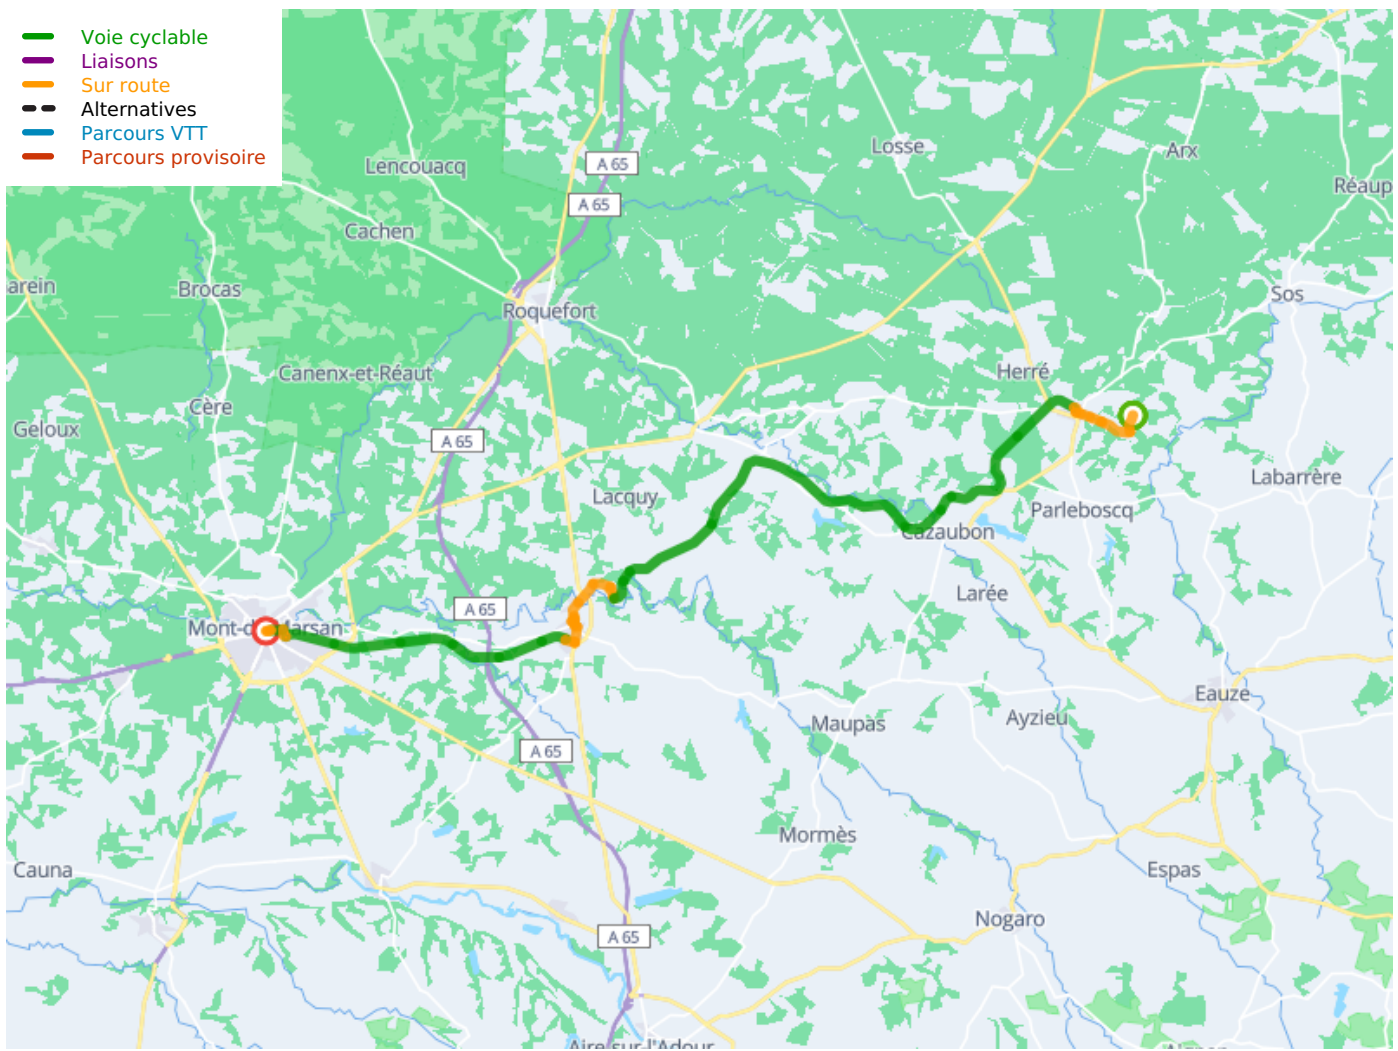 Voie cyclable
Liaisons
Sur route
Alternatives
Parcours VTT
Parcours provisoire
A 65
Losse
Arx
Lencouacq
Réaup
A 65
Cachen
arein
Brocas
Sos
Roquefort
Canenx-et-Réaut
Herré
Cère
Geloux
A 65
Labarrère
Lacquy
Parleboscq
Cazaubon
Larée
A 65
Mont-de-Marsan
Eauze
Maupas
Ayzieu
A 65
Mormès
Cauna
Espas
Nogaro
A 65
Aire-sur-l'Adour